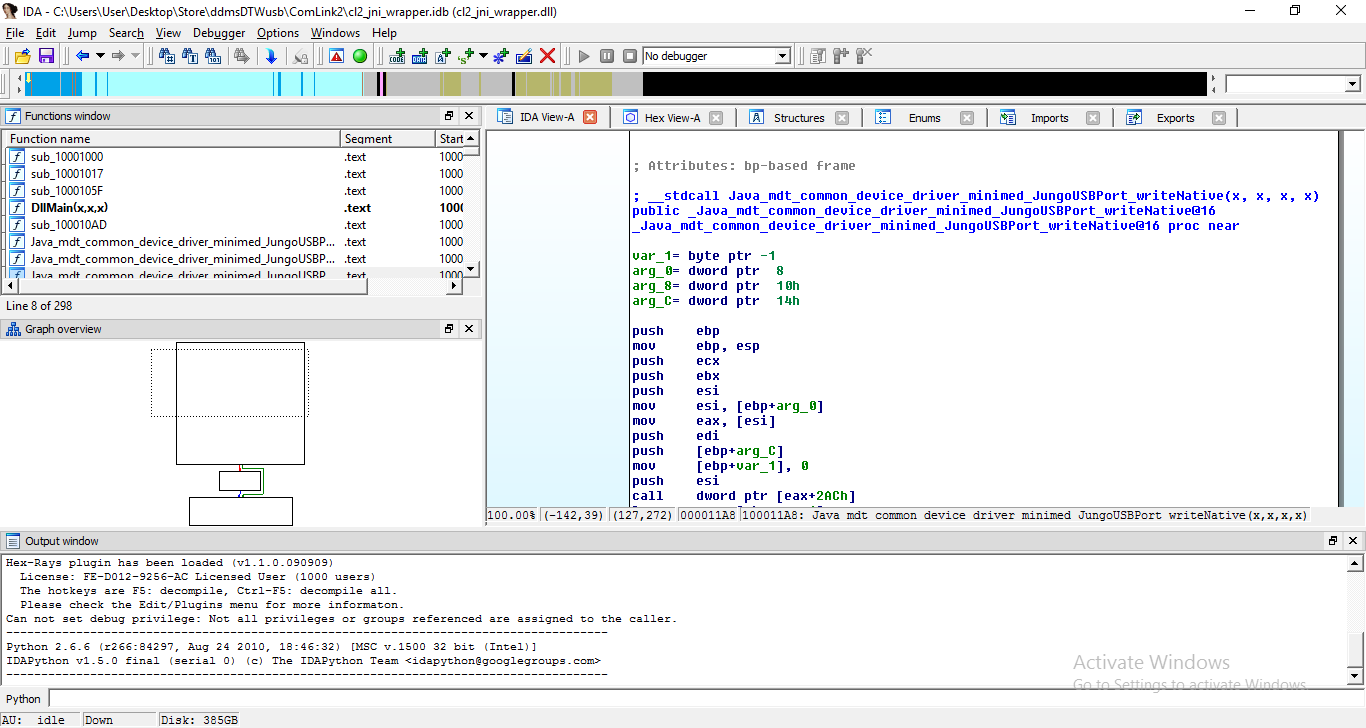 IDA - C:\Users\User\Desktop\Store\ddmsDTWusb\ComLink2\cl2_jni_wrapper.idb (cl2_jni_wrapper.dll)
File Edit Jump Search View Debugger Options Windows Help
No debugger
Functions window
Function name Segment Start
sub_10001000 .text 1000
sub_10001017 .text 1000
sub_1000105F .text 1000
DllMain(x,x,x) .text 1000
sub_100010AD .text 1000
Java_mdt_common_device_driver_minimed_JungoUSBP... .text 1000
Java_mdt_common_device_driver_minimed_JungoUSBP... .text 1000
Java_mdt_common_device_driver_minimed_JungoUSBP... .text 1000
Line 8 of 298
Graph overview
IDA View-A Hex View-A Structures Enums Imports Exports
; Attributes: bp-based frame
; __stdcall Java_mdt_common_device_driver_minimed_JungoUSBPort_writeNative(x, x, x, x)
public _Java_mdt_common_device_driver_minimed_JungoUSBPort_writeNative@16
_Java_mdt_common_device_driver_minimed_JungoUSBPort_writeNative@16 proc near
var_1= byte ptr -1
arg_0= dword ptr  8
arg_8= dword ptr  10h
arg_C= dword ptr  14h
push ebp
mov ebp, esp
push ecx
push ebx
push esi
mov esi, [ebp+arg_0]
mov eax, [esi]
push edi
push [ebp+arg_C]
mov [ebp+var_1], 0
push esi
call dword ptr [eax+2ACh]
100.00% (-142,39) (127,272) 000011A8 100011A8: Java_mdt_common_device_driver_minimed_JungoUSBPort_writeNative(x,x,x,x)
Output window
Hex-Rays plugin has been loaded (v1.1.0.090909)
License: FE-D012-9256-AC Licensed User (1000 users)
The hotkeys are F5: decompile, Ctrl-F5: decompile all.
Please check the Edit/Plugins menu for more informaton.
Can not set debug privilege: Not all privileges or groups referenced are assigned to the caller.
---------------------------------------------------------------------------
Python 2.6.6 (r266:84297, Aug 24 2010, 18:46:32) [MSC v.1500 32 bit (Intel)]
IDAPython v1.5.0 final (serial 0) (c) The IDAPython Team <idapython@googlegroups.com>
---------------------------------------------------------------------------
Activate Windows
Go to Settings to activate Windows.
Python
AU: idle Down Disk: 385GB